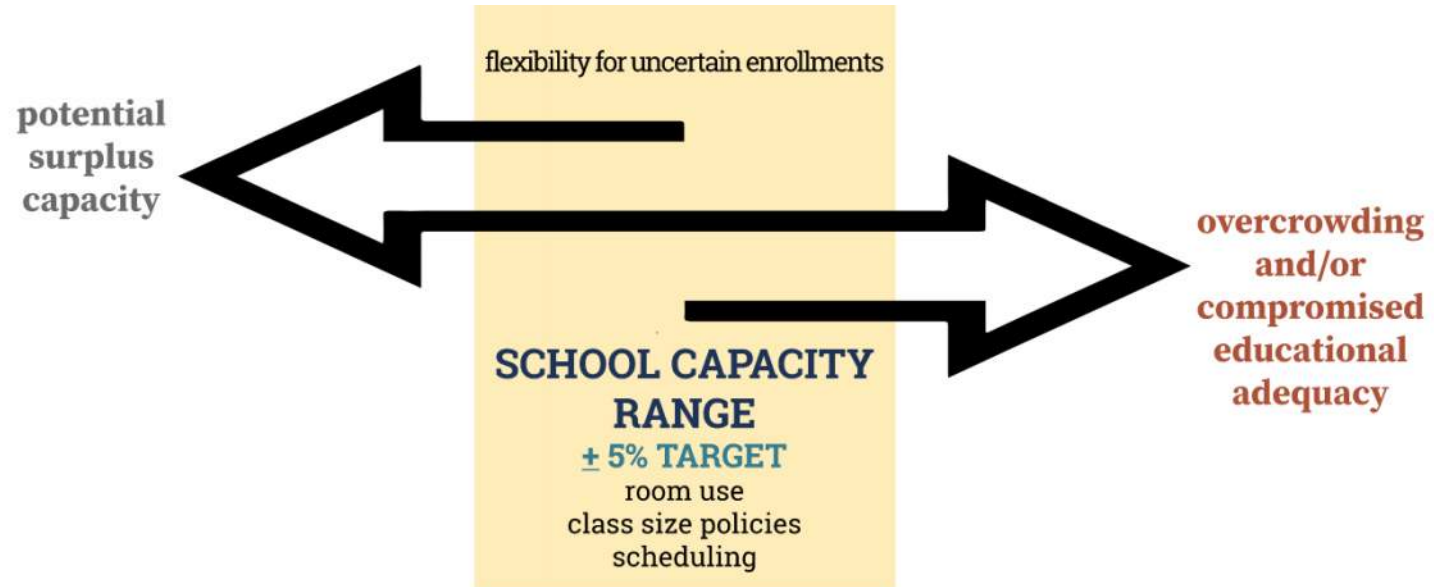 flexibility for uncertain enrollments
potential
surplus
capacity
overcrowding
and/or
compromised
educational
adequacy
SCHOOL CAPACITY
RANGE
± 5% TARGET
room use
class size policies
scheduling